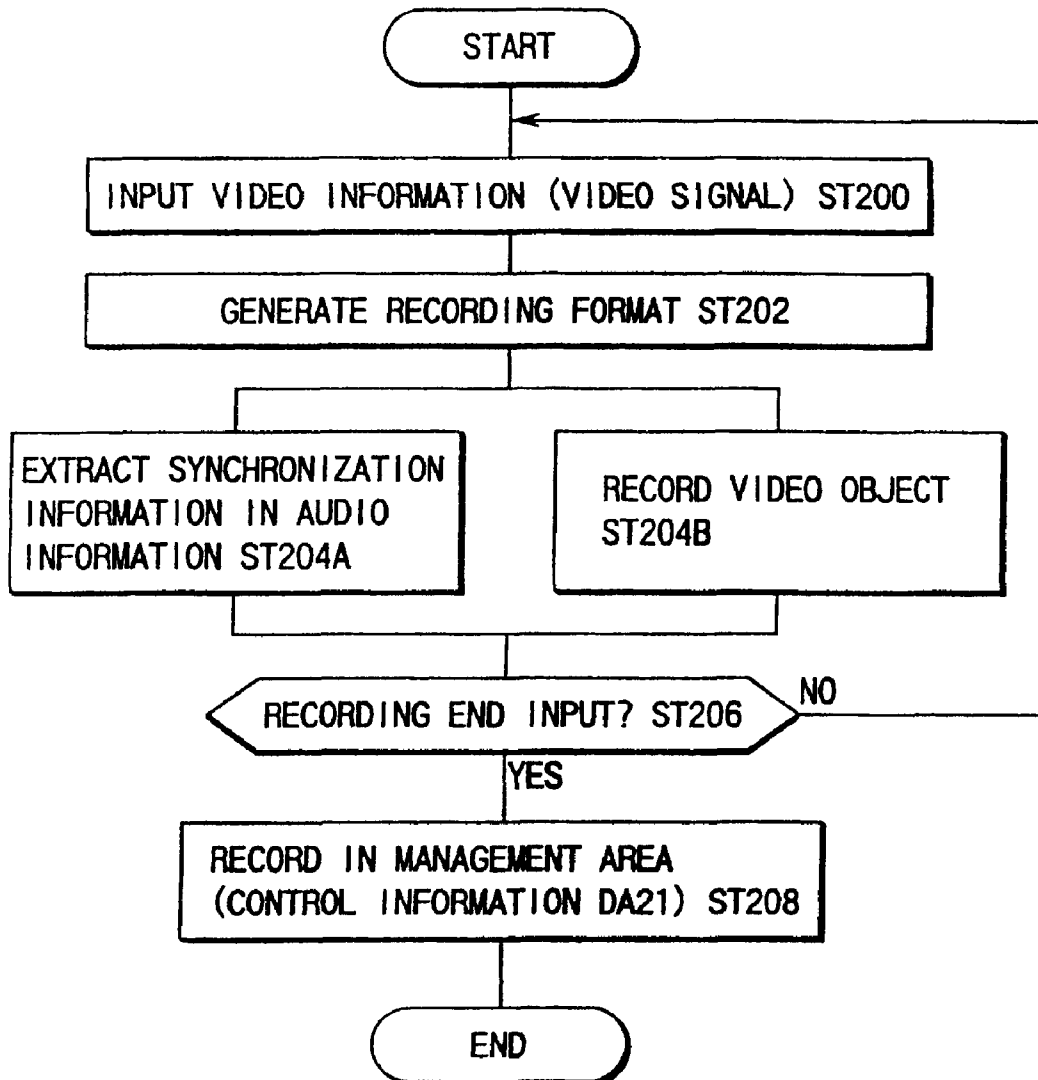 START
INPUT VIDEO INFORMATION (VIDEO SIGNAL) ST200
GENERATE RECORDING FORMAT ST202
EXTRACT SYNCHRONIZATION
INFORMATION IN AUDIO
INFORMATION ST204A
RECORD VIDEO OBJECT
ST204B
RECORDING END INPUT? ST206
NO
YES
RECORD IN MANAGEMENT AREA
(CONTROL INFORMATION DA21) ST208
END